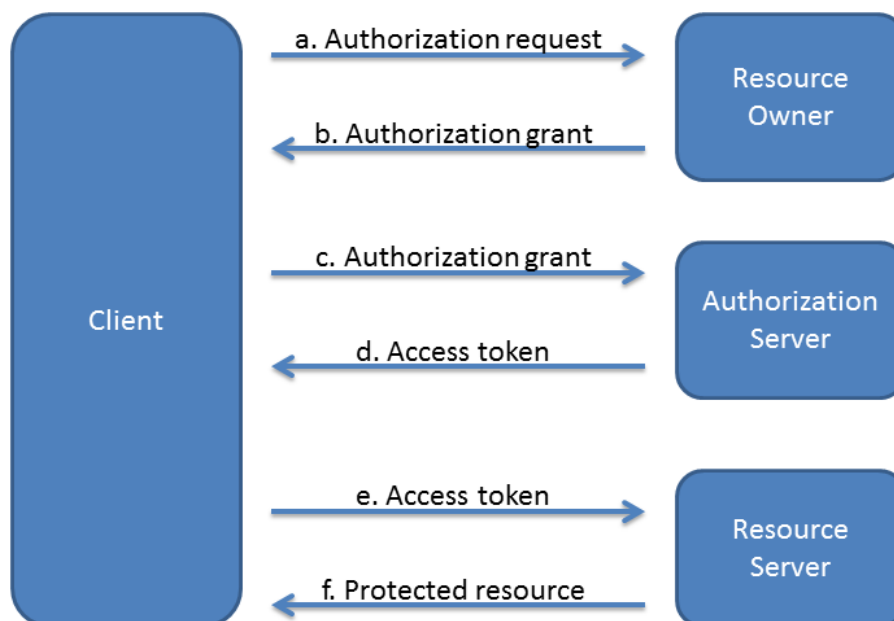 a. Authorization request
Resource
Owner
b. Authorization grant
c. Authorization grant
Client
Authorization
Server
d. Access token
e. Access token
Resource
Server
f. Protected resource